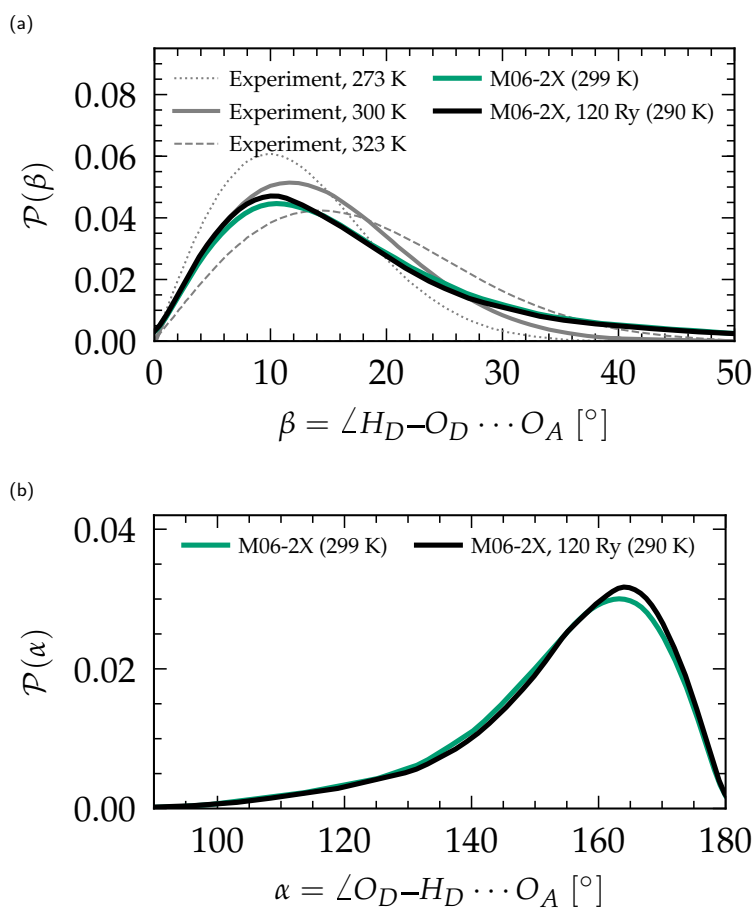 (a)
Experiment, 273 K
Experiment, 300 K
Experiment, 323 K
M06-2X (299 K)
M06-2X, 120 Ry (290 K)
0.08
0.06
0.04
0.02
0.00
P(β)
0 10 20 30 40 50
β = ∠H_D–O_D ⋯ O_A [°]
(b)
M06-2X (299 K) M06-2X, 120 Ry (290 K)
0.04
0.02
0.00
P(α)
100 120 140 160 180
α = ∠O_D–H_D ⋯ O_A [°]